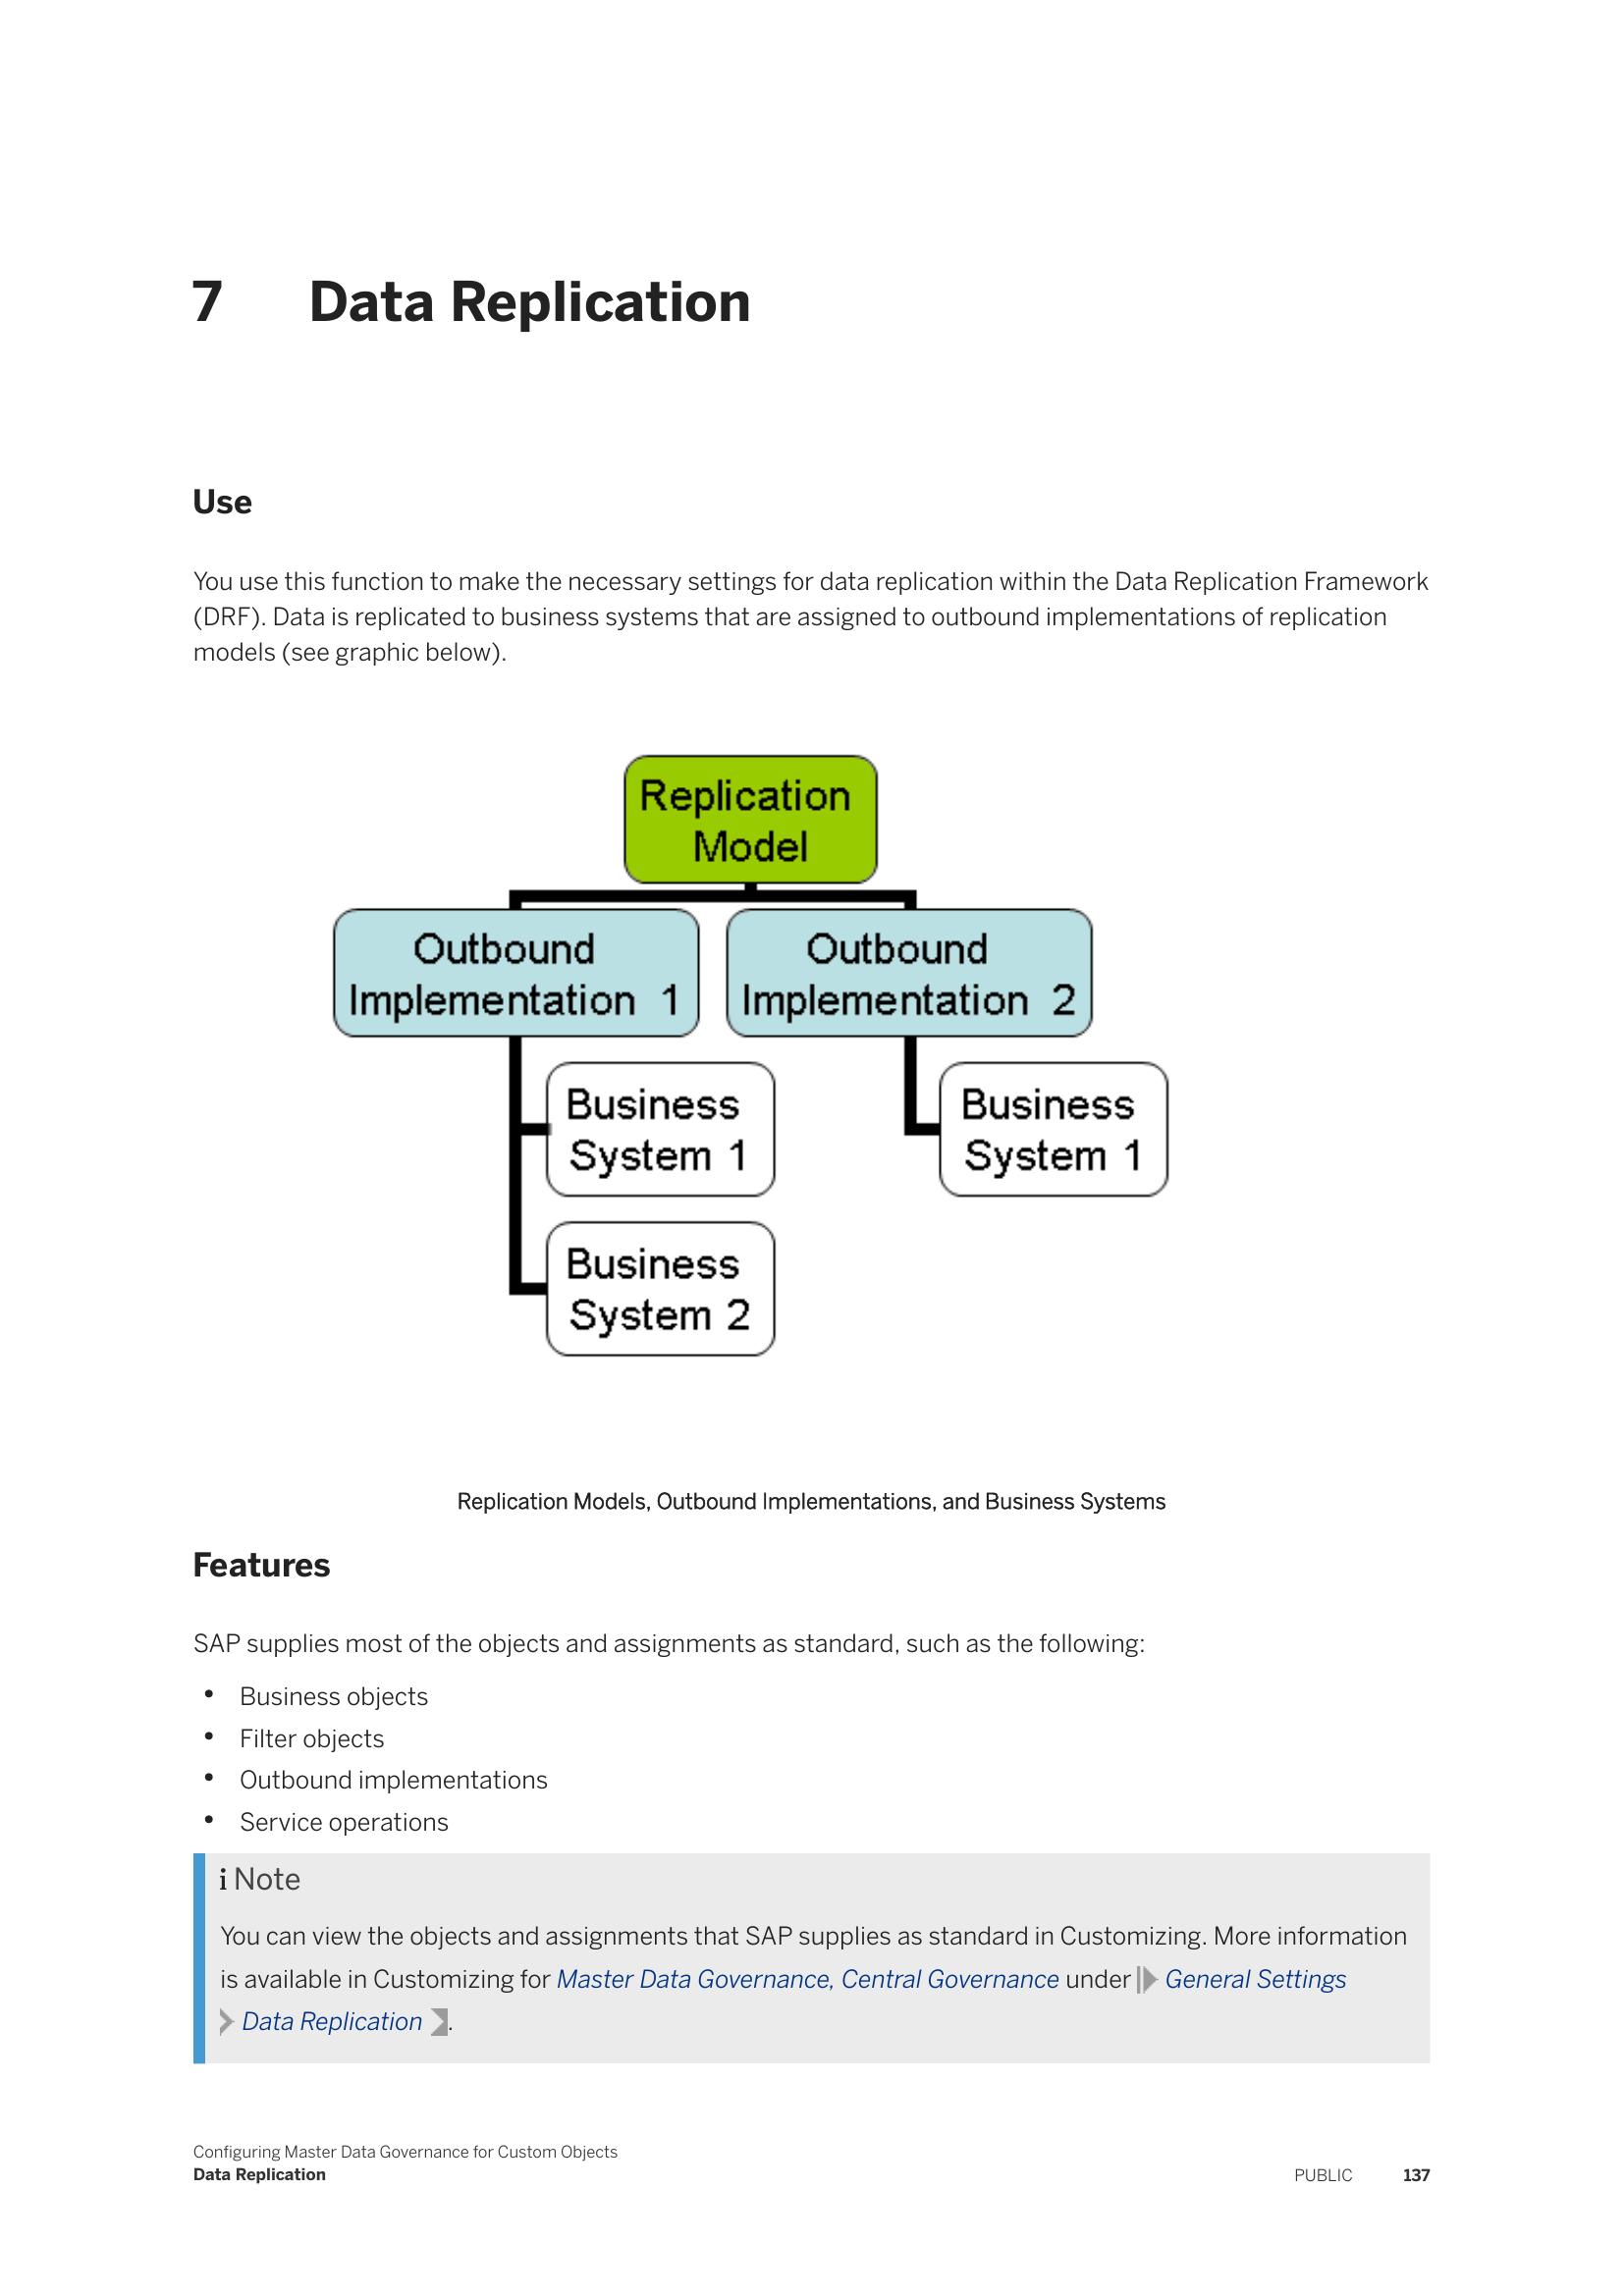 7 Data Replication
Use
You use this function to make the necessary settings for data replication within the Data Replication Framework
(DRF). Data is replicated to business systems that are assigned to outbound implementations of replication
models (see graphic below).
Replication
Model
Outbound
Implementation 1
Outbound
Implementation 2
Business
System 1
Business
System 2
Business
System 1
Replication Models, Outbound Implementations, and Business Systems
Features
SAP supplies most of the objects and assignments as standard, such as the following:
• Business objects
• Filter objects
• Outbound implementations
• Service operations
i Note
You can view the objects and assignments that SAP supplies as standard in Customizing. More information
is available in Customizing for Master Data Governance, Central Governance under General Settings
Data Replication .
Configuring Master Data Governance for Custom Objects
Data Replication
PUBLIC 137